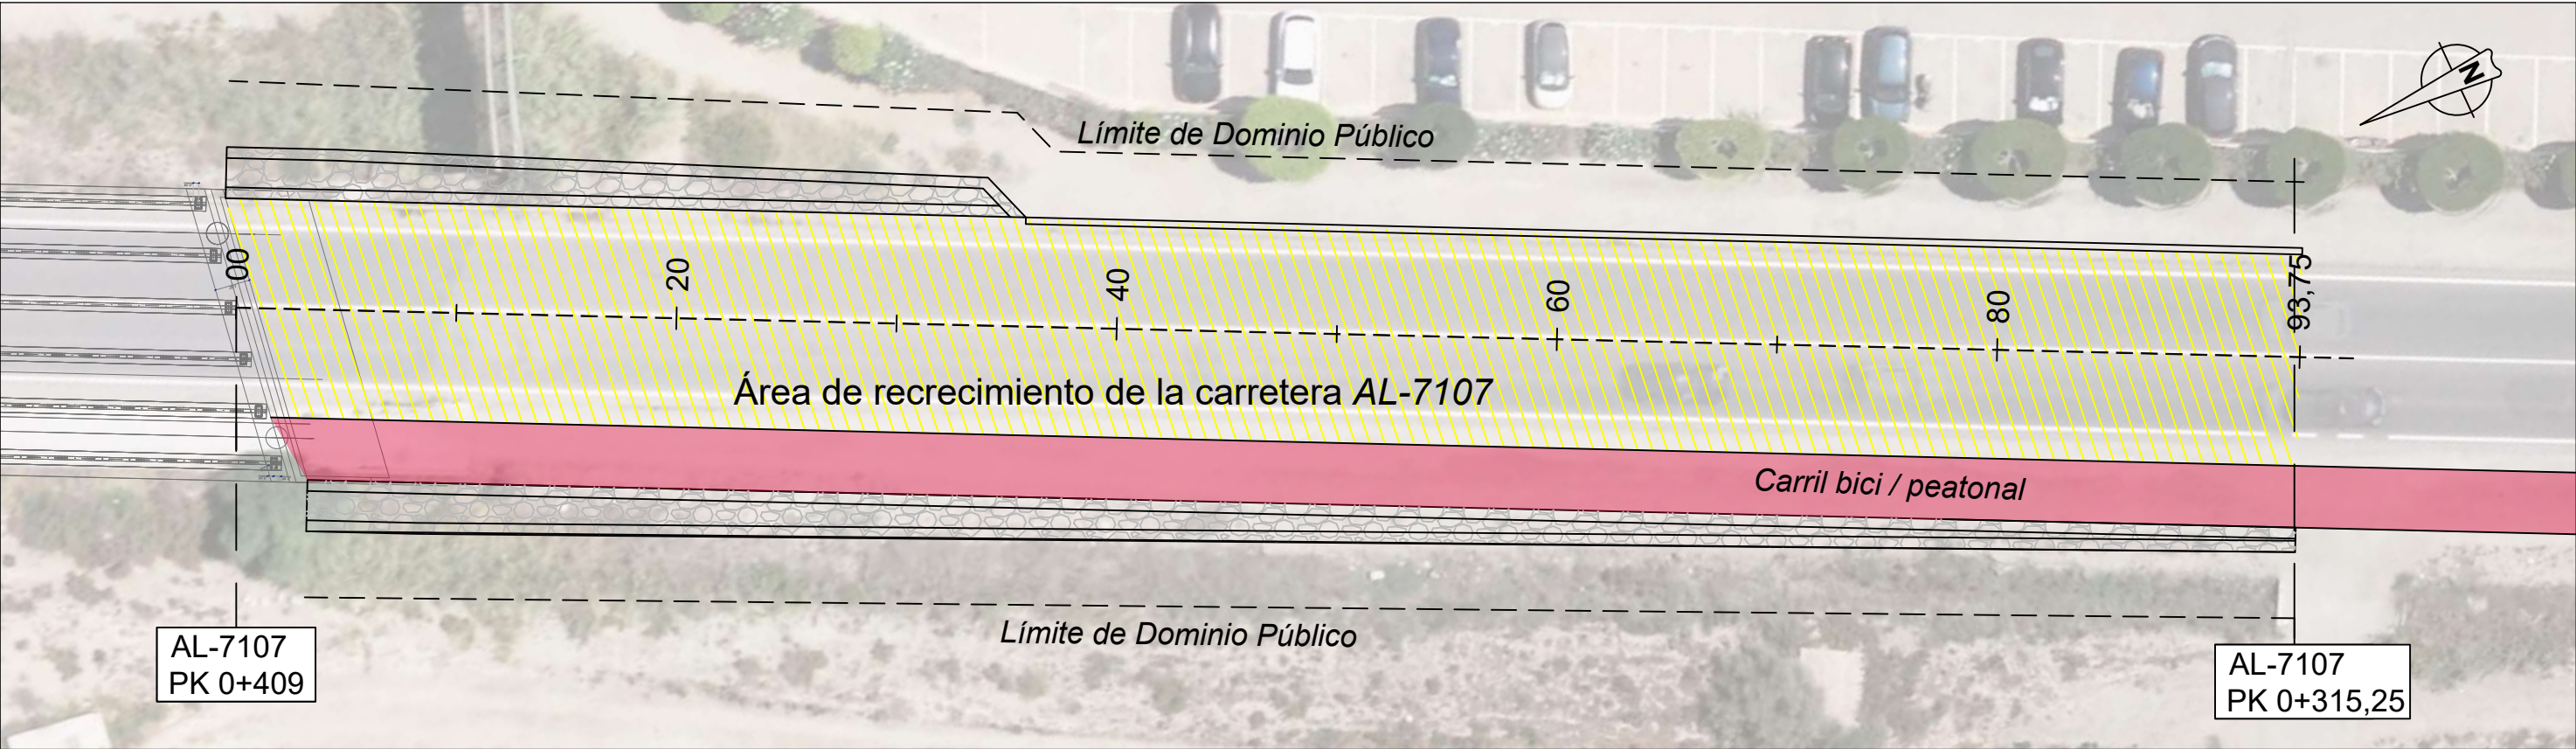 Límite de Dominio Público
N
00
20
40
60
80
93,75
Área de recrecimiento de la carretera AL-7107
Carril bici / peatonal
Límite de Dominio Público
AL-7107
PK 0+409
AL-7107
PK 0+315,25